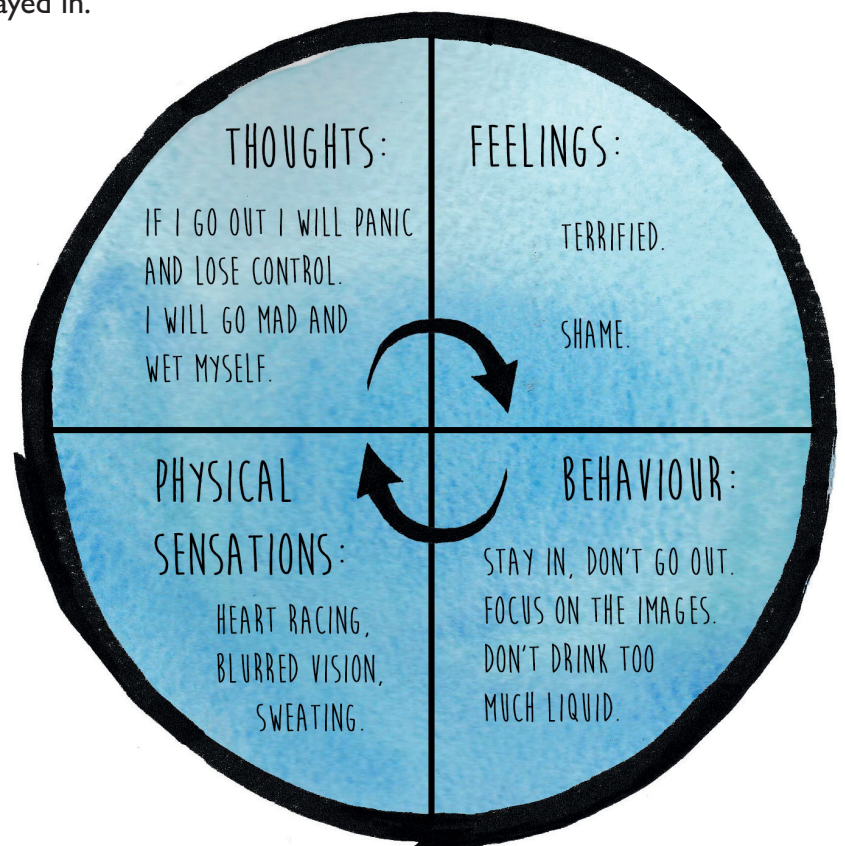 ayed in.
THOUGHTS:
IF I GO OUT I WILL PANIC
AND LOSE CONTROL.
I WILL GO MAD AND
WET MYSELF.
FEELINGS:
TERRIFIED.
SHAME.
PHYSICAL
SENSATIONS:
HEART RACING,
BLURRED VISION,
SWEATING.
BEHAVIOUR:
STAY IN, DON'T GO OUT.
FOCUS ON THE IMAGES.
DON'T DRINK TOO
MUCH LIQUID.